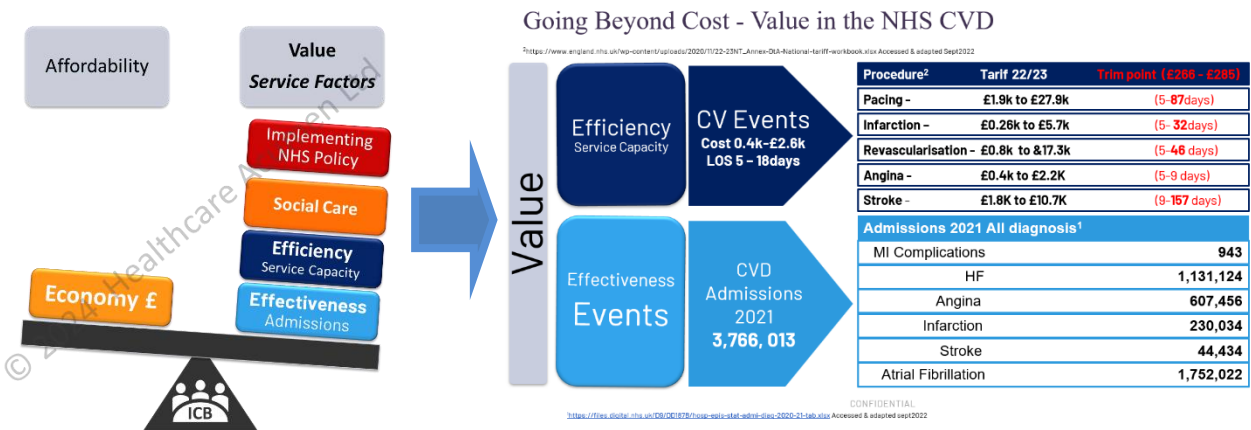 Affordability
Value
Service Factors
Implementing
NHS Policy
Social Care
Efficiency
Service Capacity
Effectiveness
Admissions
Economy £
ICB
© 2024 Healthcare Ltd
Going Beyond Cost - Value in the NHS CVD
²https://www.england.nhs.uk/wp-content/uploads/2020/11/22-23NT_Annex-DtA-National-tariff-workbook.xlsx Accessed & adapted Sept2022
Value
Efficiency
Service Capacity
CV Events
Cost 0.4k-£2.6k
LOS 5 – 18days
Effectiveness
Events
CVD
Admissions
2021
3,766, 013
Procedure² Tarif 22/23 Trim point (£266 - £285)
Pacing – £1.9k to £27.9k (5-87days)
Infarction – £0.26k to £5.7k (5- 32days)
Revascularisation - £0.8k to &17.3k (5-46 days)
Angina – £0.4k to £2.2K (5-9 days)
Stroke - £1.8K to £10.7K (9-157 days)
Admissions 2021 All diagnosis¹
MI Complications 943
HF 1,131,124
Angina 607,456
Infarction 230,034
Stroke 44,434
Atrial Fibrillation 1,752,022
CONFIDENTIAL
¹https://files.digital.nhs.uk/D9/DD1B78/hosp-epis-stat-admi-diag-2020-21-tab.xlsx Accessed & adapted sept2022